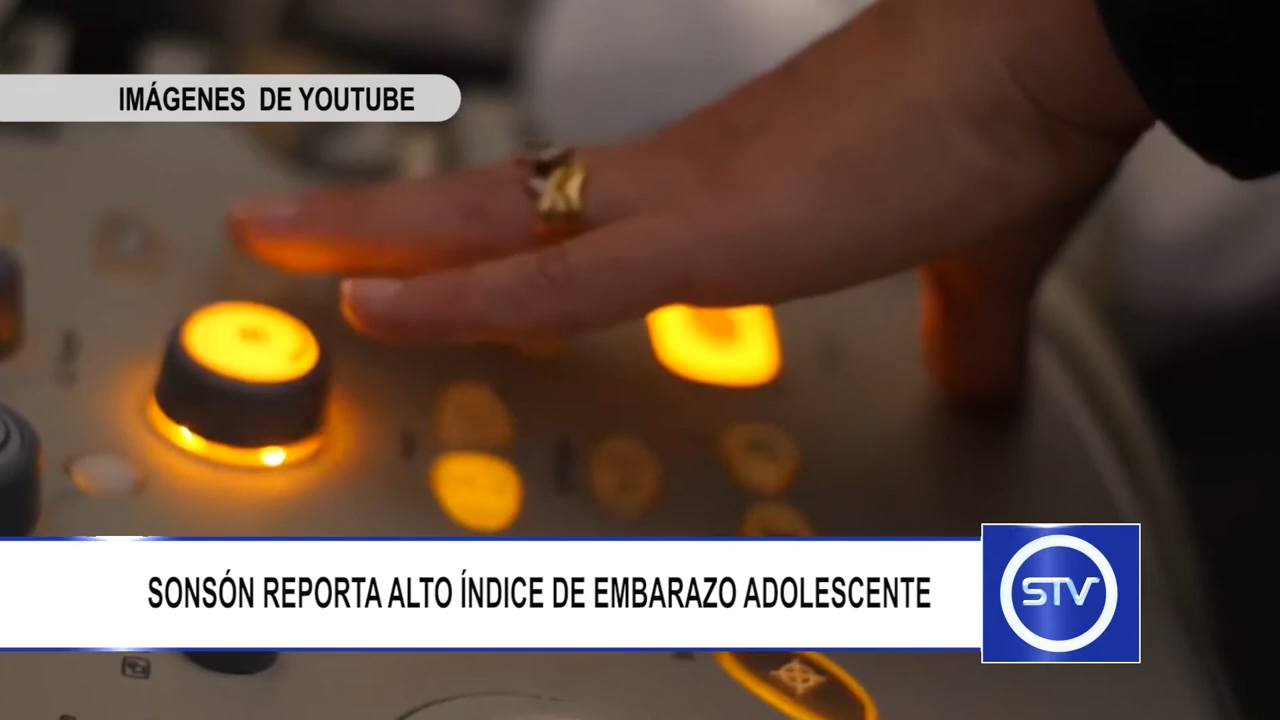 IMÁGENES DE YOUTUBE
SONSÓN REPORTA ALTO ÍNDICE DE EMBARAZO ADOLESCENTE
STV